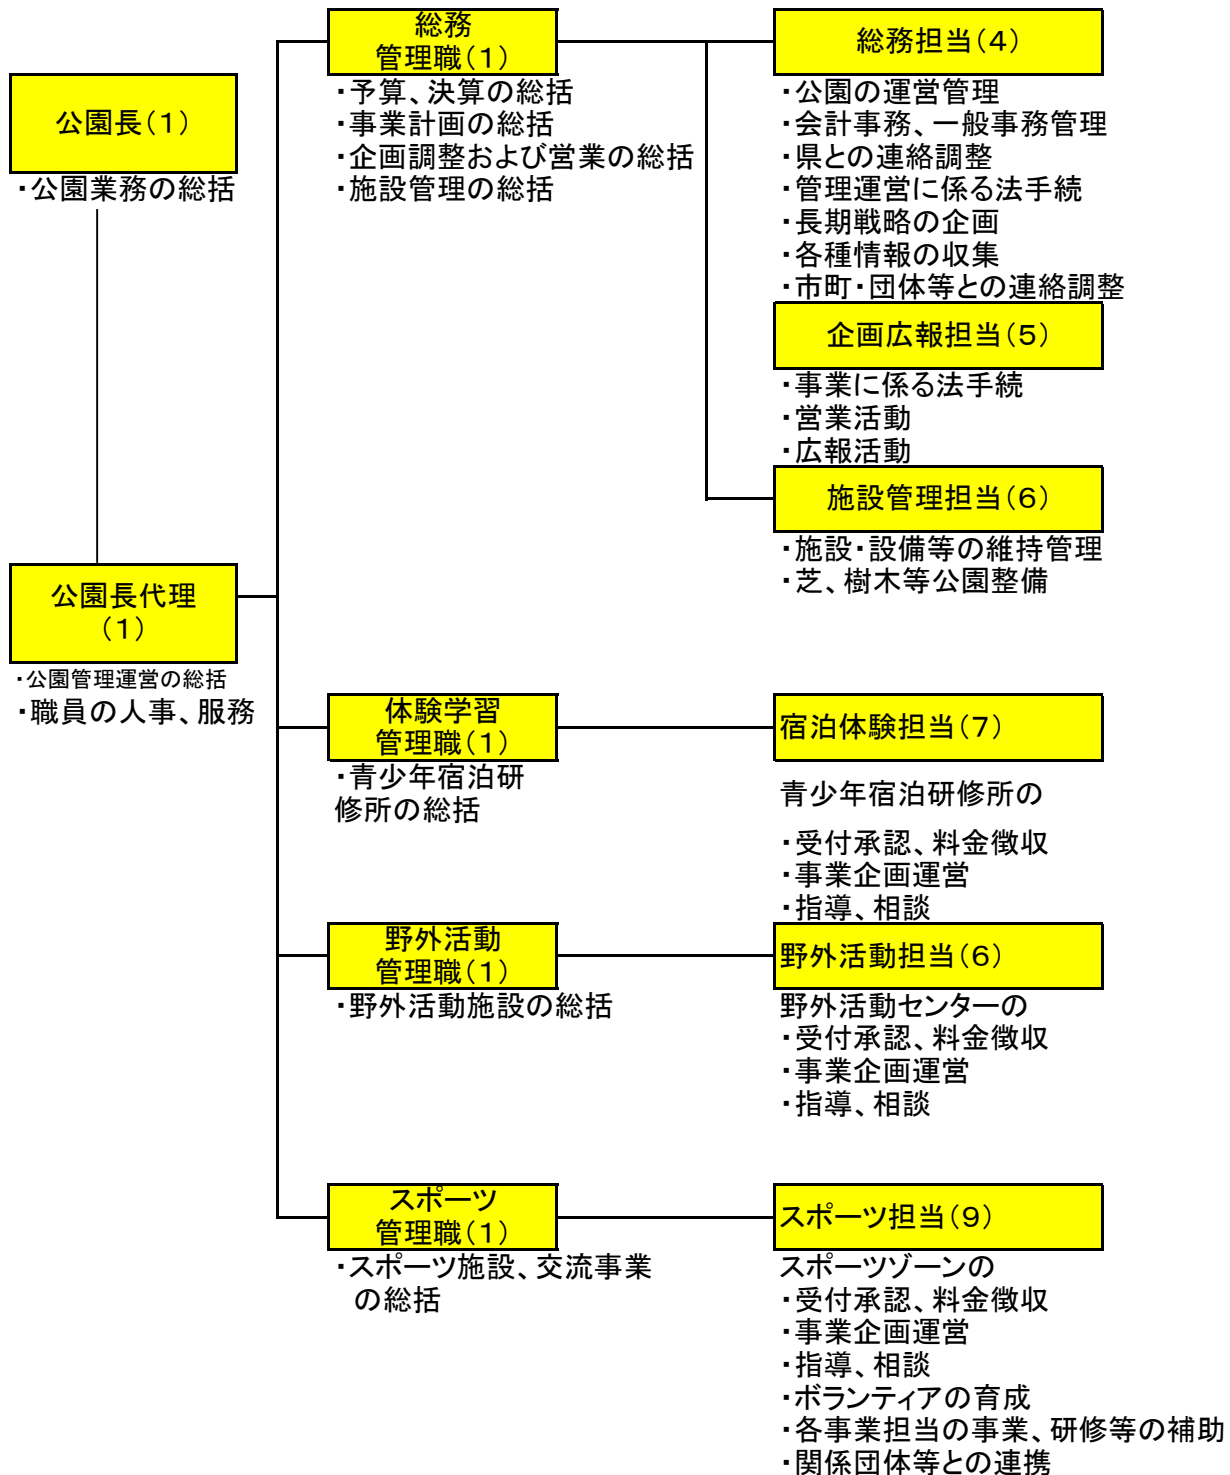 公園長(1)
・公園業務の総括
公園長代理
(1)
・公園管理運営の総括
・職員の人事、服務
総務
管理職(1)
・予算、決算の総括
・事業計画の総括
・企画調整および営業の総括
・施設管理の総括
総務担当(4)
・公園の運営管理
・会計事務、一般事務管理
・県との連絡調整
・管理運営に係る法手続
・長期戦略の企画
・各種情報の収集
・市町・団体等との連絡調整
企画広報担当(5)
・事業に係る法手続
・営業活動
・広報活動
施設管理担当(6)
・施設・設備等の維持管理
・芝、樹木等公園整備
体験学習
管理職(1)
・青少年宿泊研
修所の総括
宿泊体験担当(7)
青少年宿泊研修所の
・受付承認、料金徴収
・事業企画運営
・指導、相談
野外活動
管理職(1)
・野外活動施設の総括
野外活動担当(6)
野外活動センターの
・受付承認、料金徴収
・事業企画運営
・指導、相談
スポーツ
管理職(1)
・スポーツ施設、交流事業
の総括
スポーツ担当(9)
スポーツゾーンの
・受付承認、料金徴収
・事業企画運営
・指導、相談
・ボランティアの育成
・各事業担当の事業、研修等の補助
・関係団体等との連携